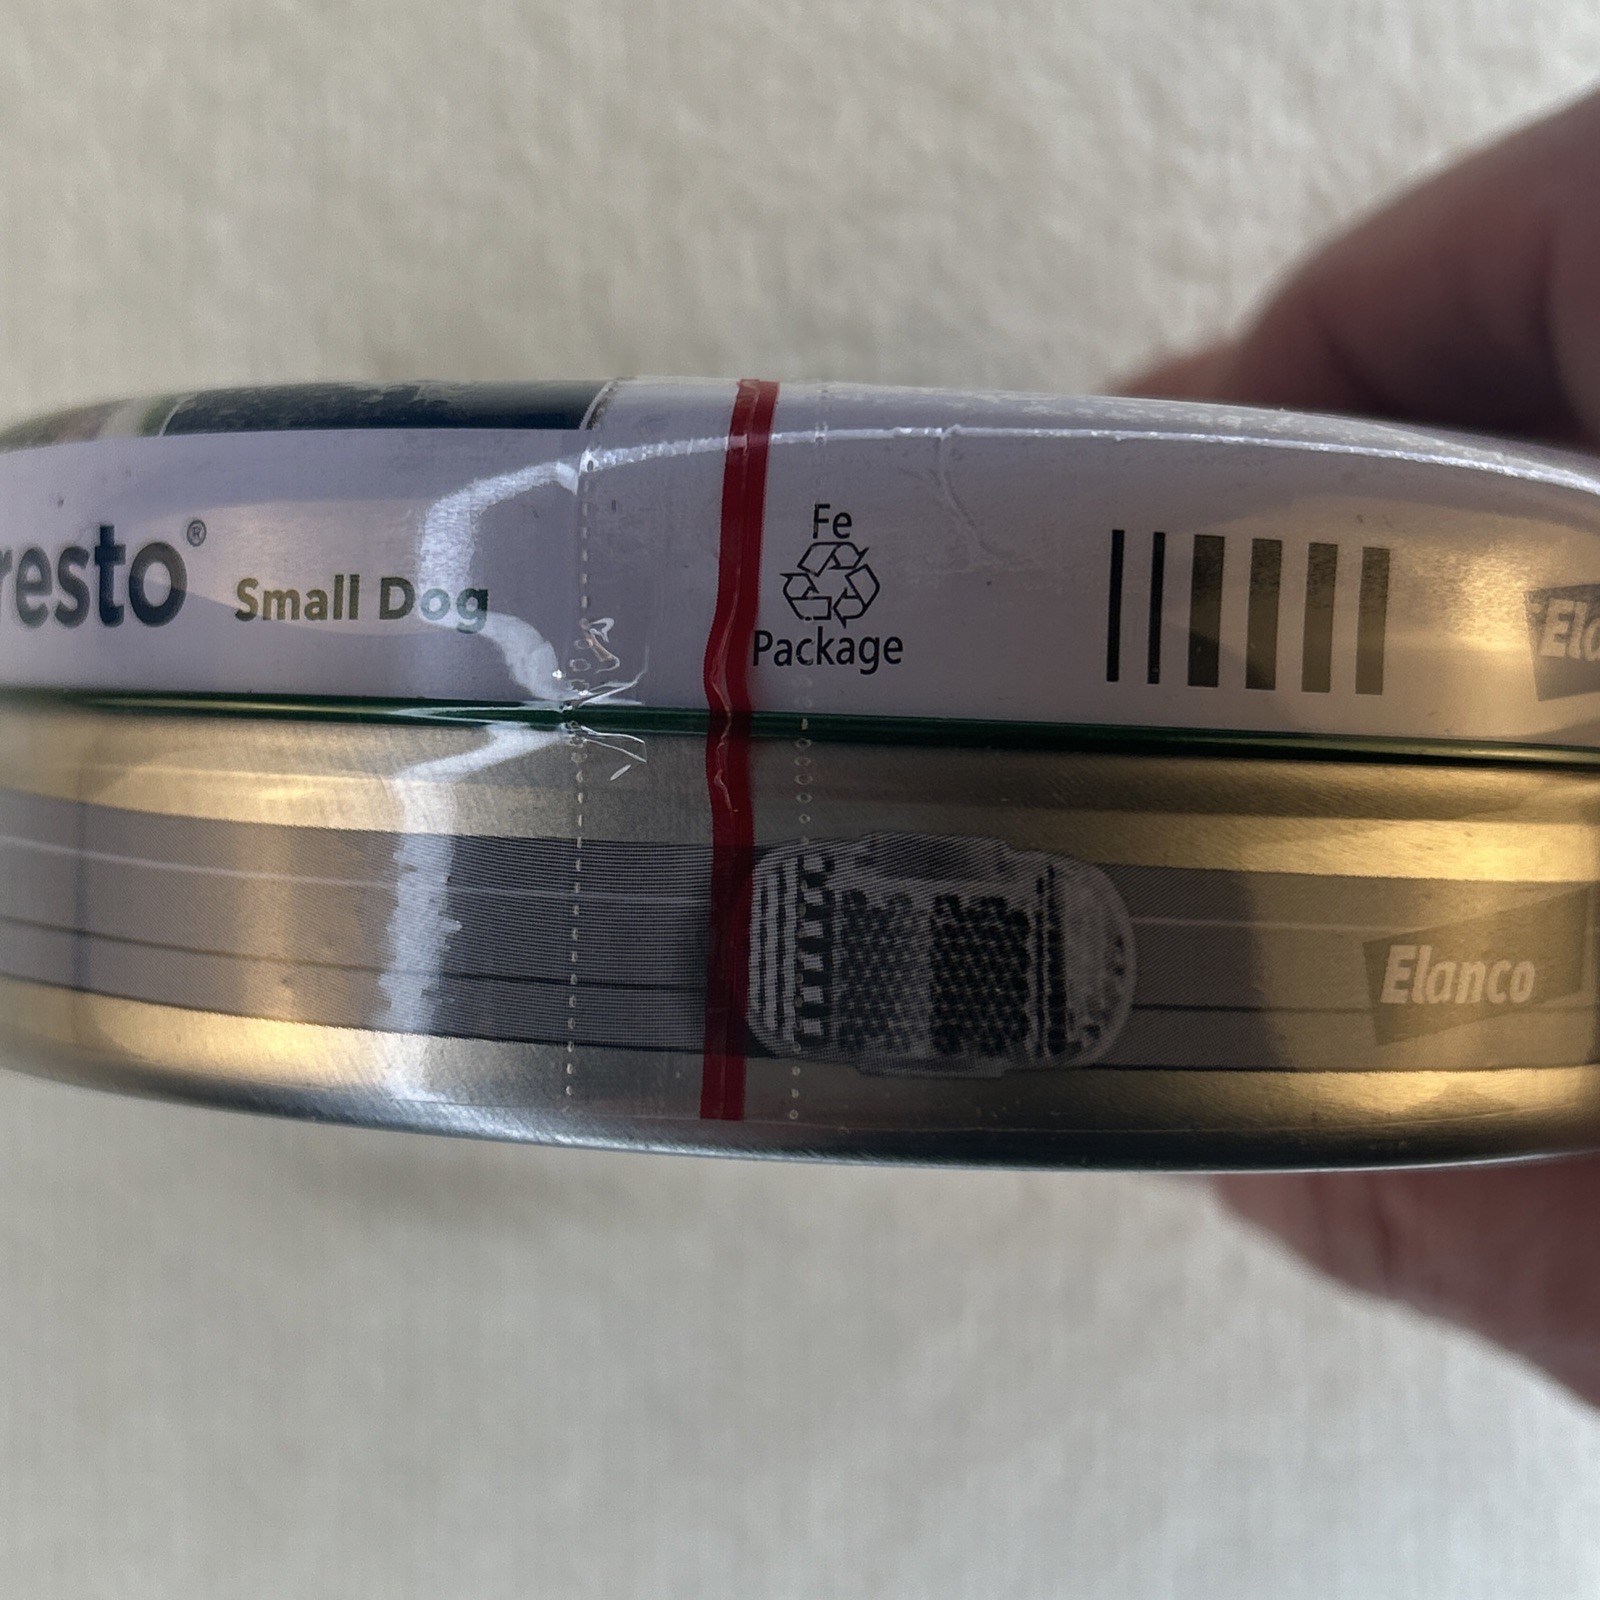 resto®
Small Dog
Fe
Package
Ela
Elanco